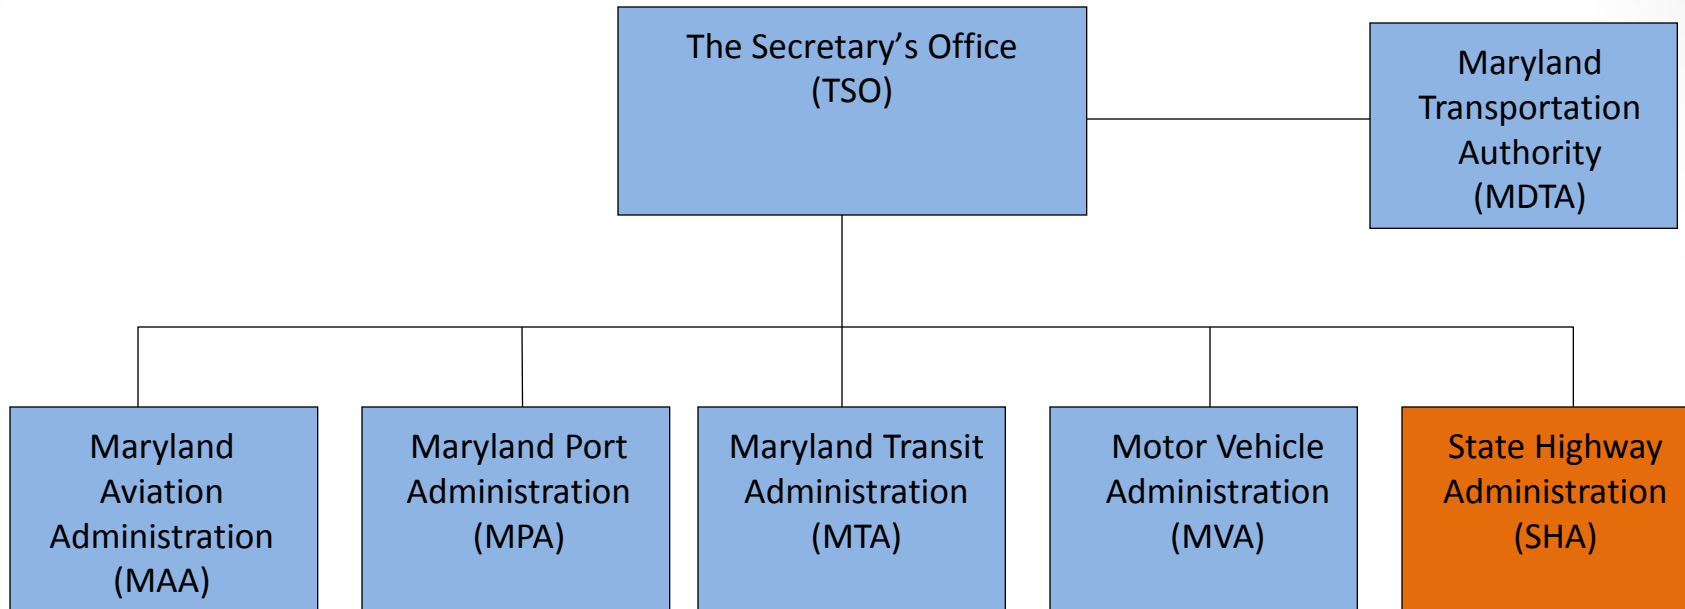 The Secretary’s Office
(TSO)
Maryland
Transportation
Authority
(MDTA)
Maryland
Aviation
Administration
(MAA)
Maryland Port
Administration
(MPA)
Maryland Transit
Administration
(MTA)
Motor Vehicle
Administration
(MVA)
State Highway
Administration
(SHA)